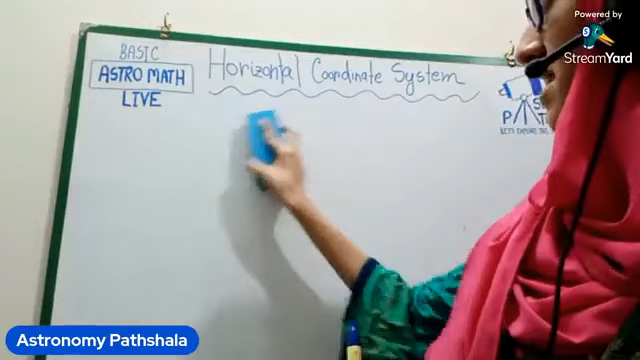 Powered by
StreamYard
BASIC
ASTRO MATH
LIVE
Horizontal Coordinate System
Astronomy Pathshala